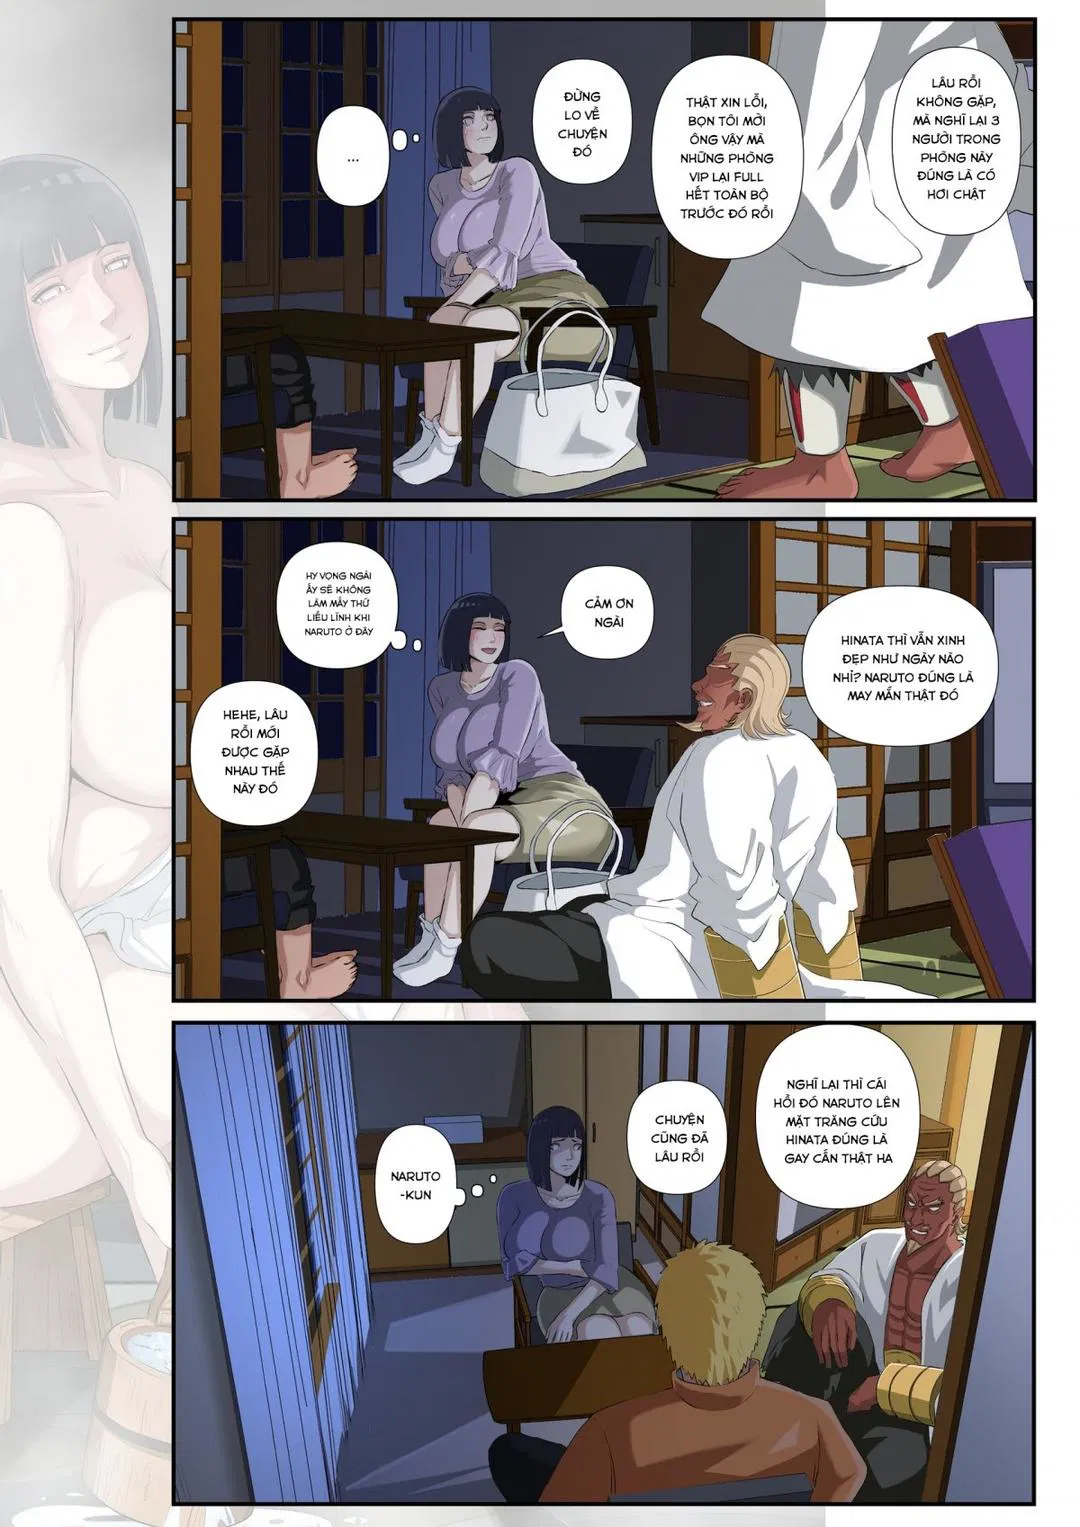 LÂU RỒI
KHÔNG GẶP,
MÀ NGHĨ LẠI 3
NGƯỜI TRONG
PHÒNG NÀY
ĐÚNG LÀ CÓ
HƠI CHẬT
THẬT XIN LỖI,
BỌN TÔI MỜI
ÔNG VẬY MÀ
NHỮNG PHÒNG
VIP LẠI FULL
HẾT TOÀN BỘ
TRƯỚC ĐÓ RỒI
ĐỪNG
LO VỀ
CHUYỆN
ĐÓ
...
HINATA THÌ VẪN XINH
ĐẸP NHƯ NGÀY NÀO
NHỈ? NARUTO ĐÚNG LÀ
MAY MẮN THẬT ĐÓ
CẢM ƠN
NGÀI
HY VỌNG NGÀI
ẤY SẼ KHÔNG
LÀM MẤY THỨ
LIỀU LĨNH KHI
NARUTO Ở ĐÂY
HEHE, LÂU
RỒI MỚI
ĐƯỢC GẶP
NHAU THẾ
NÀY ĐÓ
NGHĨ LẠI THÌ CÁI
HỒI ĐÓ NARUTO LÊN
MẶT TRĂNG CỨU
HINATA ĐÚNG LÀ
GAY CẤN THẬT HA
CHUYỆN
CŨNG ĐÃ
LÂU RỒI
NARUTO
-KUN